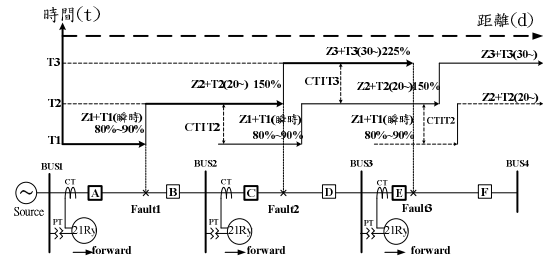 時間(t)
距離(d)
T3
Z3+T3(30~)225%
Z3+T3(30~)
Z2+T2(20~) 150%
CTIT3
Z2+T2(20~)150%
Z2+T2(20~)
T2
Z1+T1(瞬時)
80%~90%
CTIT2
Z1+T1(瞬時)
80%~90%
Z1+T1(瞬時)
80%~90%
CTIT2
T1
BUS1
BUS2
BUS3
BUS4
CT
A
B
CT
C
D
CT
E
F
Source
Fault1
Fault2
Fault3
PT
21Ry
PT
21Ry
PT
21Ry
forward
forward
forward